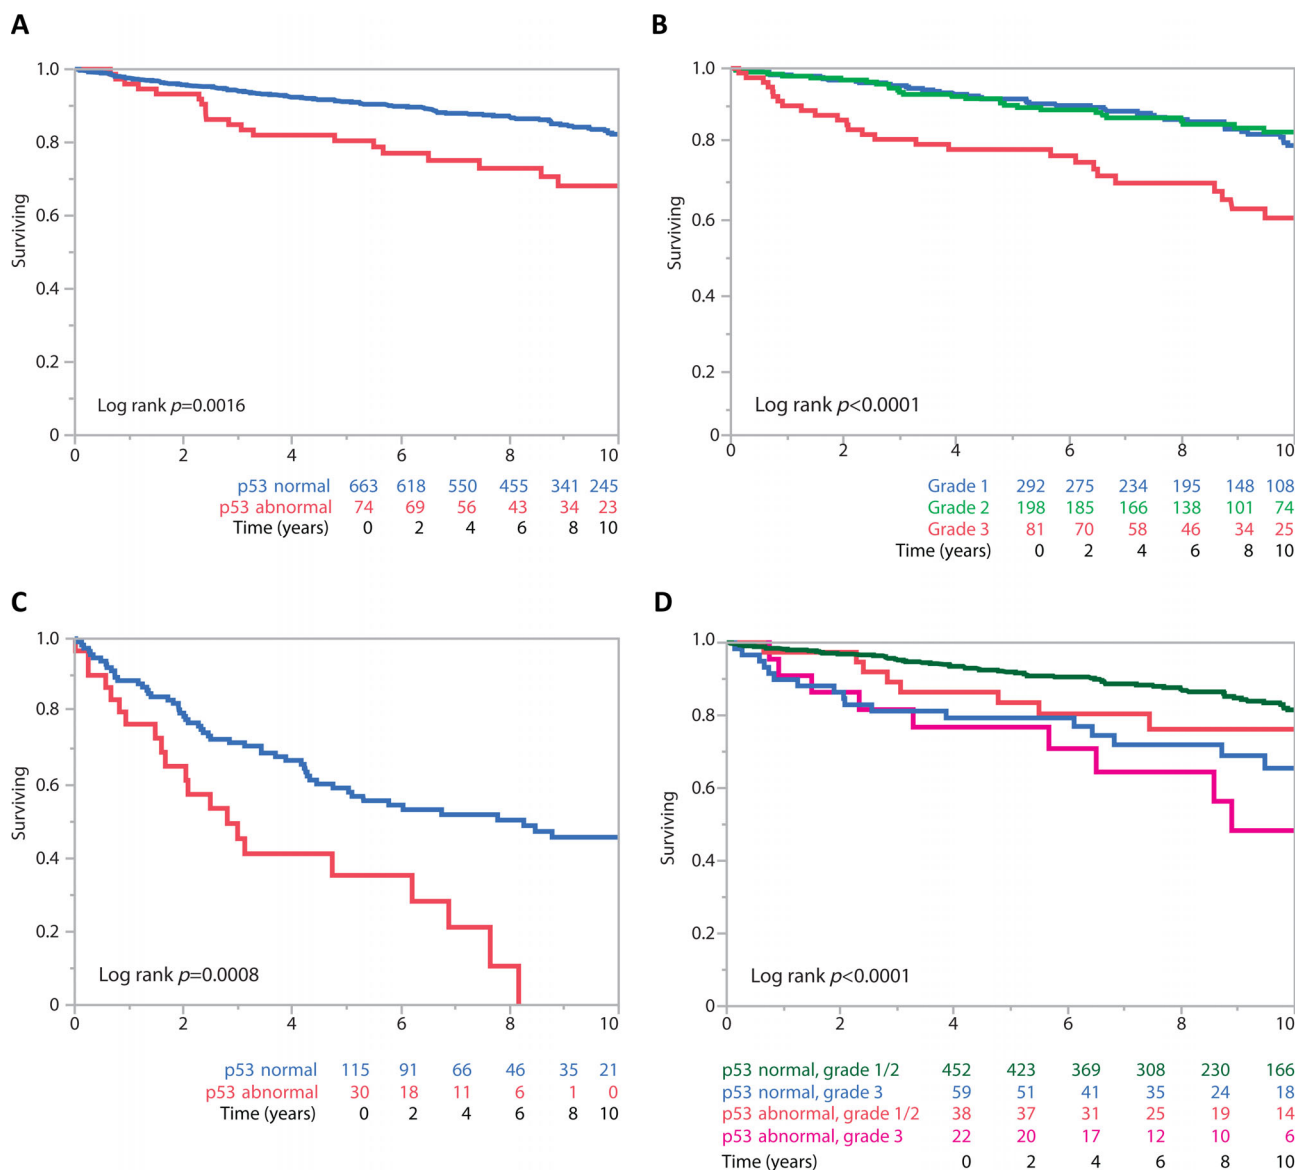 A
1.0
0.8
0.6
0.4
0.2
0
Surviving
Log rank p=0.0016
0 2 4 6 8 10
p53 normal 663 618 550 455 341 245
p53 abnormal 74 69 56 43 34 23
Time (years) 0 2 4 6 8 10
B
1.0
0.8
0.6
0.4
0.2
0
Surviving
Log rank p<0.0001
0 2 4 6 8 10
Grade 1 292 275 234 195 148 108
Grade 2 198 185 166 138 101 74
Grade 3 81 70 58 46 34 25
Time (years) 0 2 4 6 8 10
C
1.0
0.8
0.6
0.4
0.2
0
Surviving
Log rank p=0.0008
0 2 4 6 8 10
p53 normal 115 91 66 46 35 21
p53 abnormal 30 18 11 6 1 0
Time (years) 0 2 4 6 8 10
D
1.0
0.8
0.6
0.4
0.2
0
Surviving
Log rank p<0.0001
0 2 4 6 8 10
p53 normal, grade 1/2 452 423 369 308 230 166
p53 normal, grade 3 59 51 41 35 24 18
p53 abnormal, grade 1/2 38 37 31 25 19 14
p53 abnormal, grade 3 22 20 17 12 10 6
Time (years) 0 2 4 6 8 10